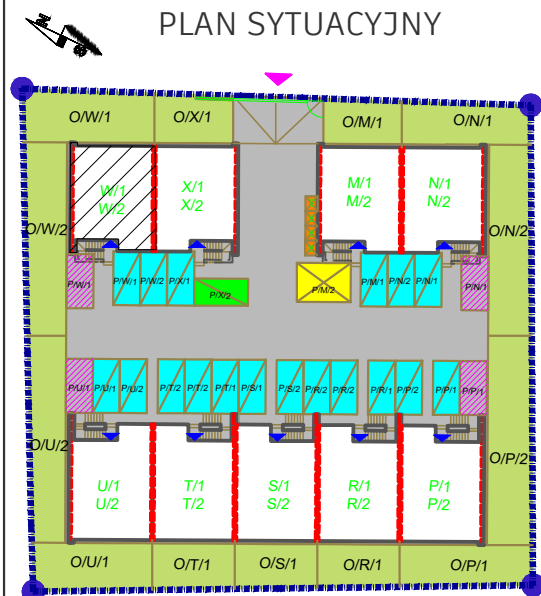 PLAN SYTUACYJNY
N
O/W/1
O/X/1
O/M/1
O/N/1
W/1
W/2
X/1
X/2
M/1
M/2
N/1
N/2
O/W/2
O/N/2
P/W/1
P/W/2
P/X/1
P/X/2
P/M/2
P/M/1
P/N/2
P/N/1
P/W/1
P/N/1
P/U/1
P/U/1
P/U/2
P/T/2
P/T/2
P/T/1
P/S/1
P/S/2
P/R/2
P/R/2
P/R/1
P/P/2
P/P/1
P/P/1
O/U/2
O/P/2
U/1
U/2
T/1
T/2
S/1
S/2
R/1
R/2
P/1
P/2
O/U/1
O/T/1
O/S/1
O/R/1
O/P/1